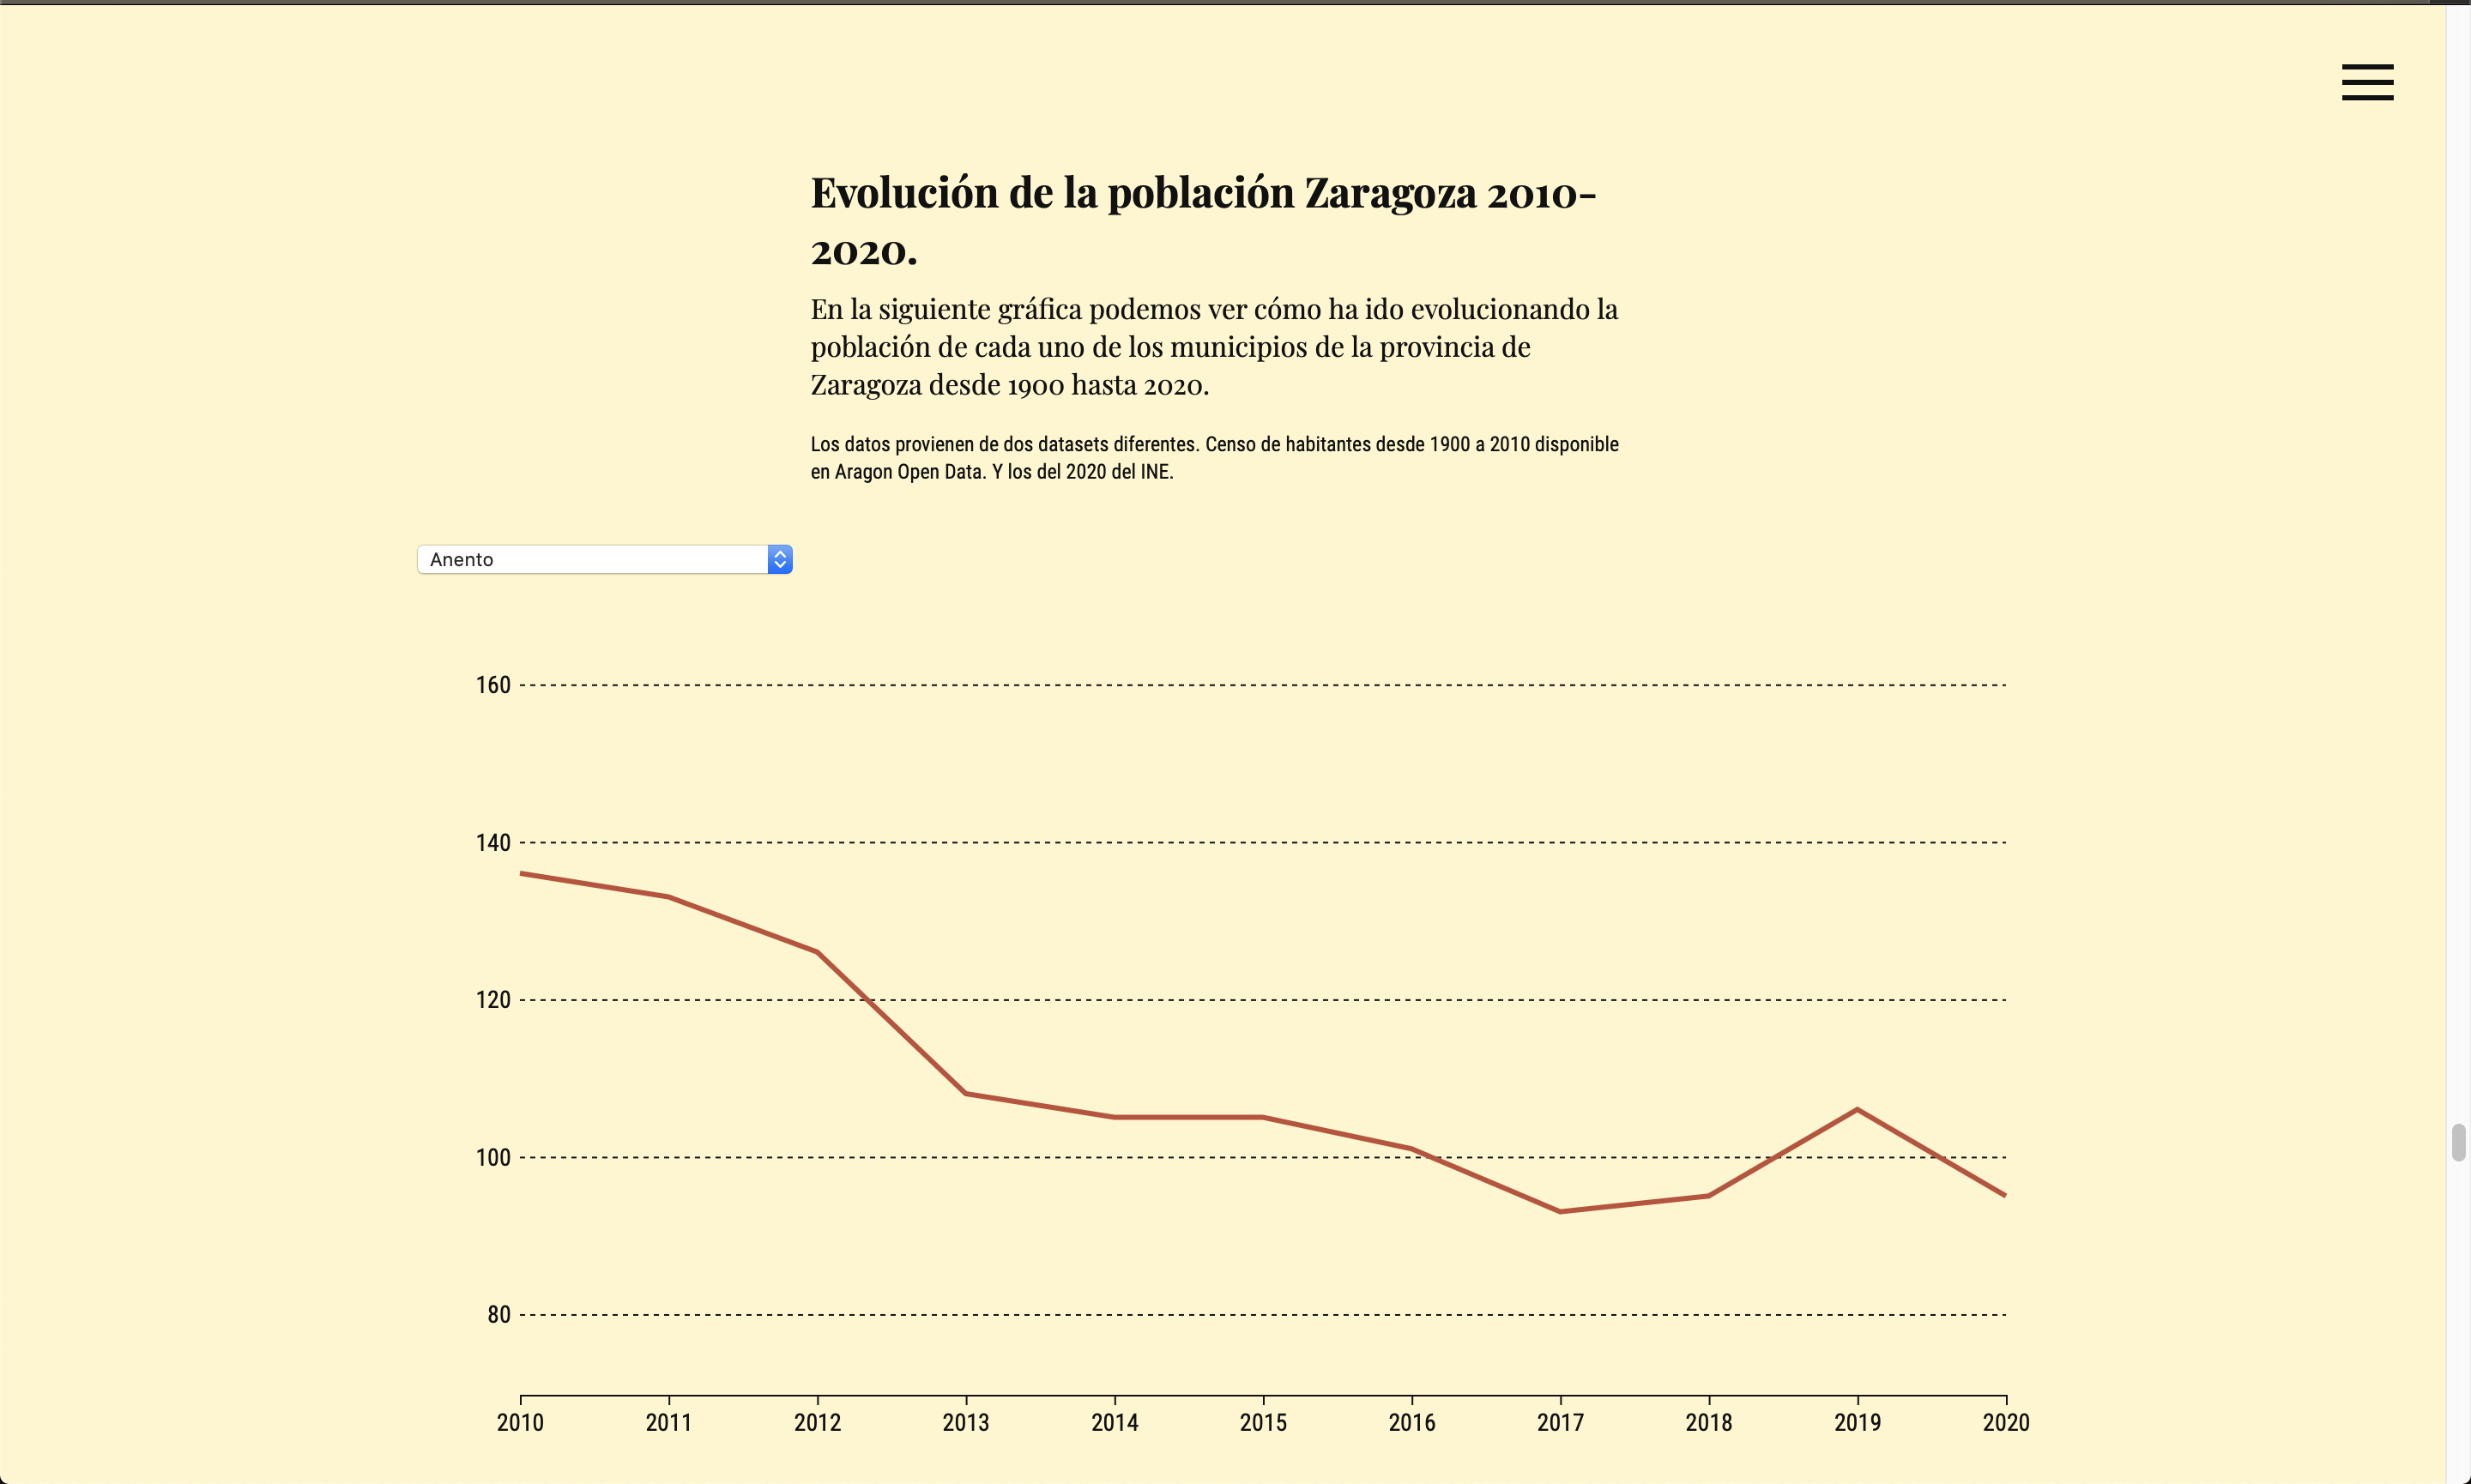 Evolución de la población Zaragoza 2010-
2020.
En la siguiente gráfica podemos ver cómo ha ido evolucionando la
población de cada uno de los municipios de la provincia de
Zaragoza desde 1900 hasta 2020.
Los datos provienen de dos datasets diferentes. Censo de habitantes desde 1900 a 2010 disponible
en Aragon Open Data. Y los del 2020 del INE.
Anento
160
140
120
100
80
2010 2011 2012 2013 2014 2015 2016 2017 2018 2019 2020